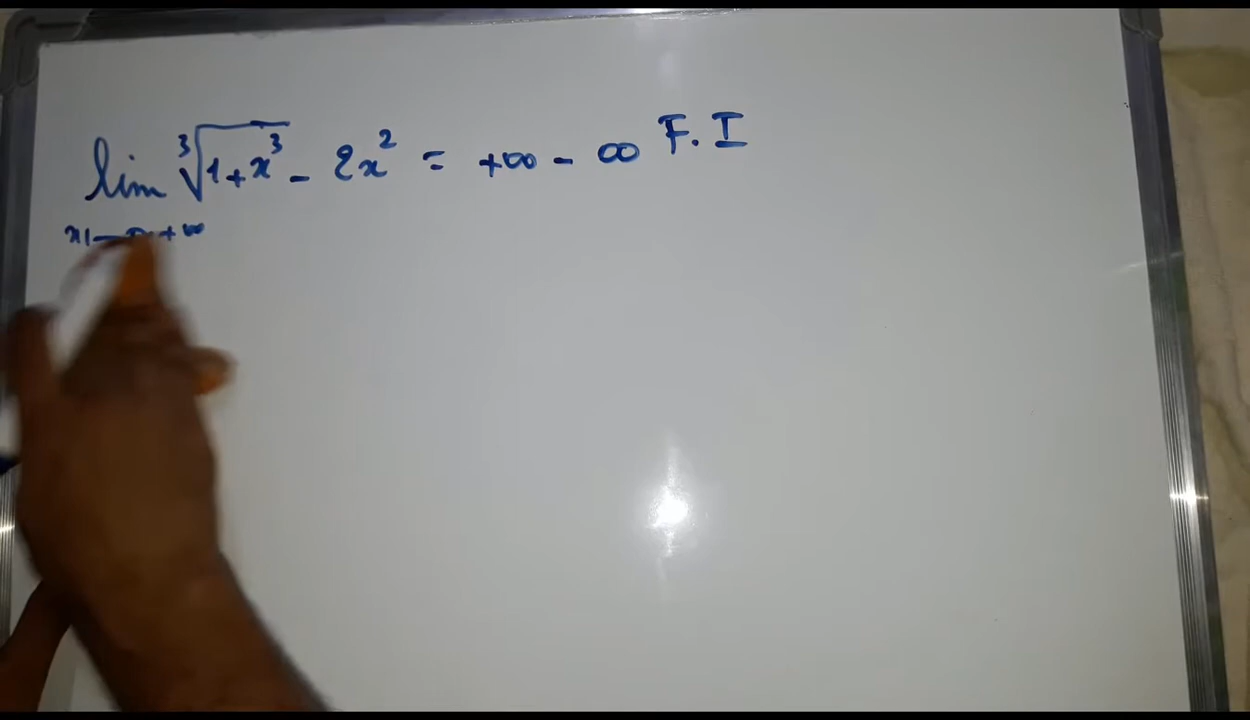 lim ∛(1+x³) - 2x² = +∞ - ∞ F.I
x→+∞